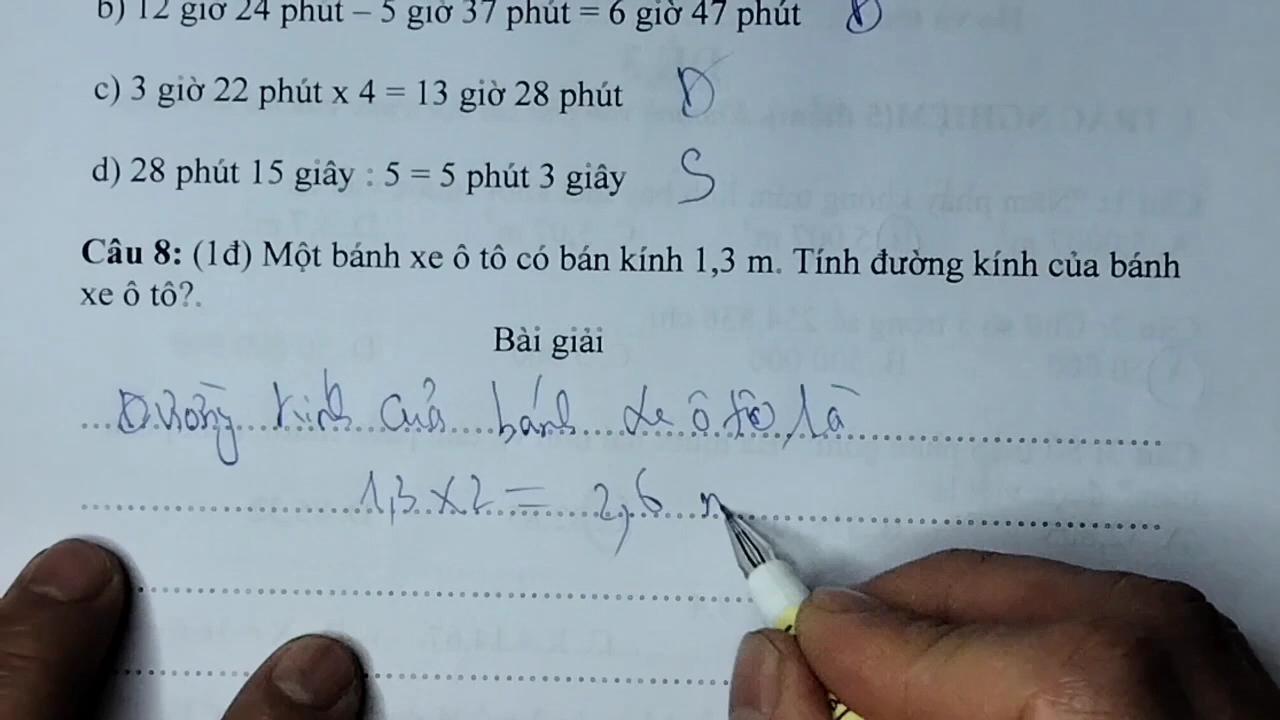 b) 12 giờ 24 phút – 5 giờ 37 phút = 6 giờ 47 phút Đ
c) 3 giờ 22 phút x 4 = 13 giờ 28 phút Đ
d) 28 phút 15 giây : 5 = 5 phút 3 giây S
Câu 8: (1đ) Một bánh xe ô tô có bán kính 1,3 m. Tính đường kính của bánh
xe ô tô?.
Bài giải
Đường kính của bánh xe ô tô là
1,3 x 2 = 2,6 m